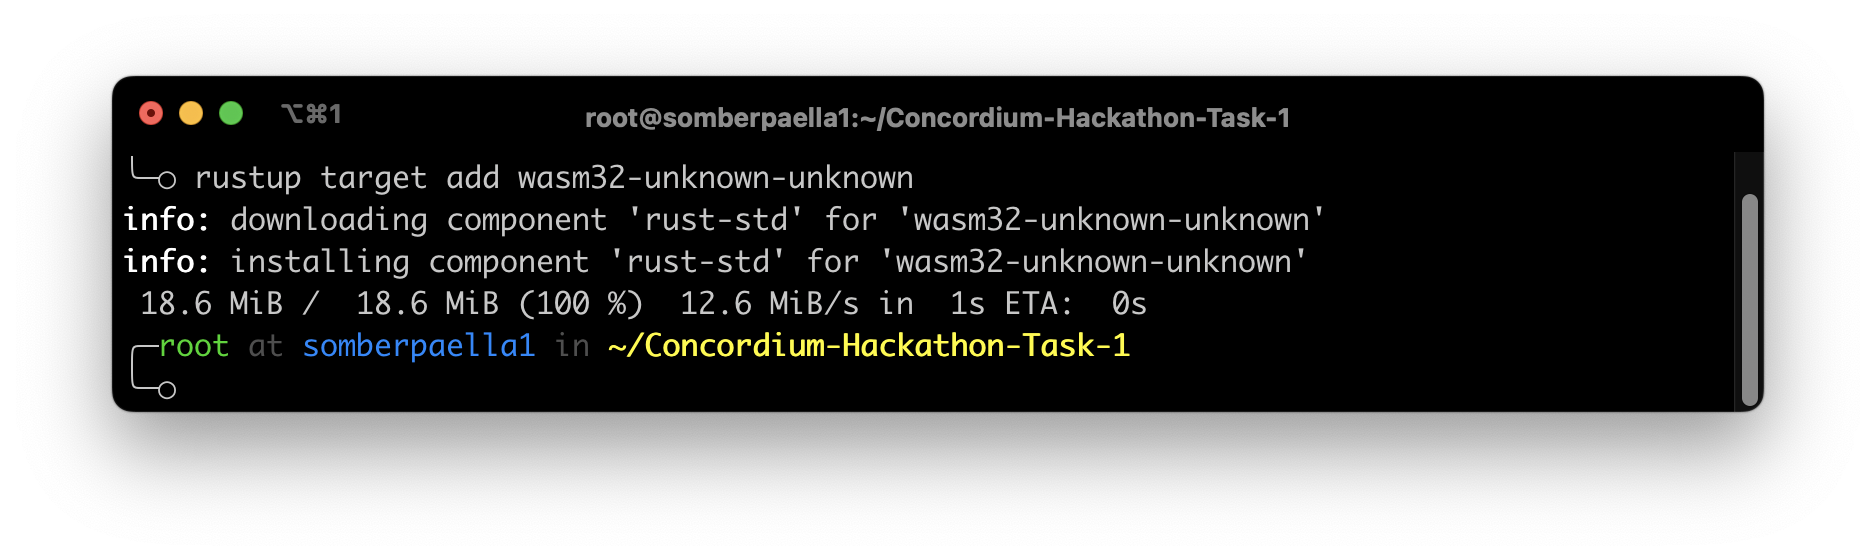 ⌥⌘1
root@somberpaella1:~/Concordium-Hackathon-Task-1
rustup target add wasm32-unknown-unknown
info: downloading component 'rust-std' for 'wasm32-unknown-unknown'
info: installing component 'rust-std' for 'wasm32-unknown-unknown'
18.6 MiB /  18.6 MiB (100 %)  12.6 MiB/s in  1s ETA:  0s
root at somberpaella1 in ~/Concordium-Hackathon-Task-1